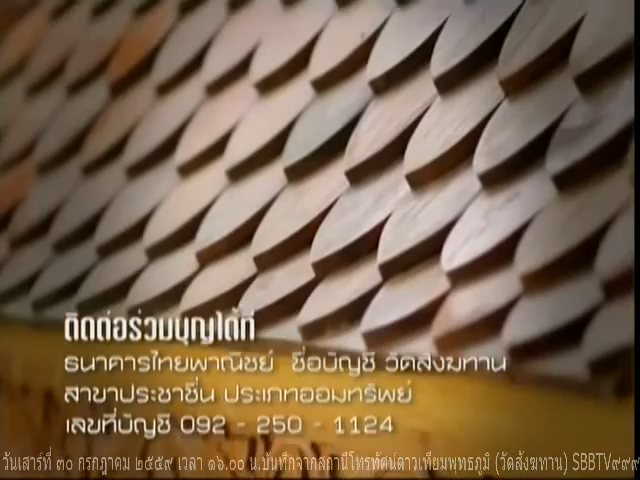 ติดต่อร่วมบุญได้ที่
ธนาคารไทยพาณิชย์ ชื่อบัญชี วัดสังฆทาน
สาขาประชาชื่น ประเภทออมทรัพย์
เลขที่บัญชี 092 - 250 - 1124
วันเสาร์ที่ ๓๐ กรกฎาคม ๒๕๕๙ เวลา ๑๖.๐๐ น.บันทึกจากสถานีโทรทัศน์ดาวเทียมพุทธภูมิ (วัดสังฆทาน) SBBTV๙๙๙